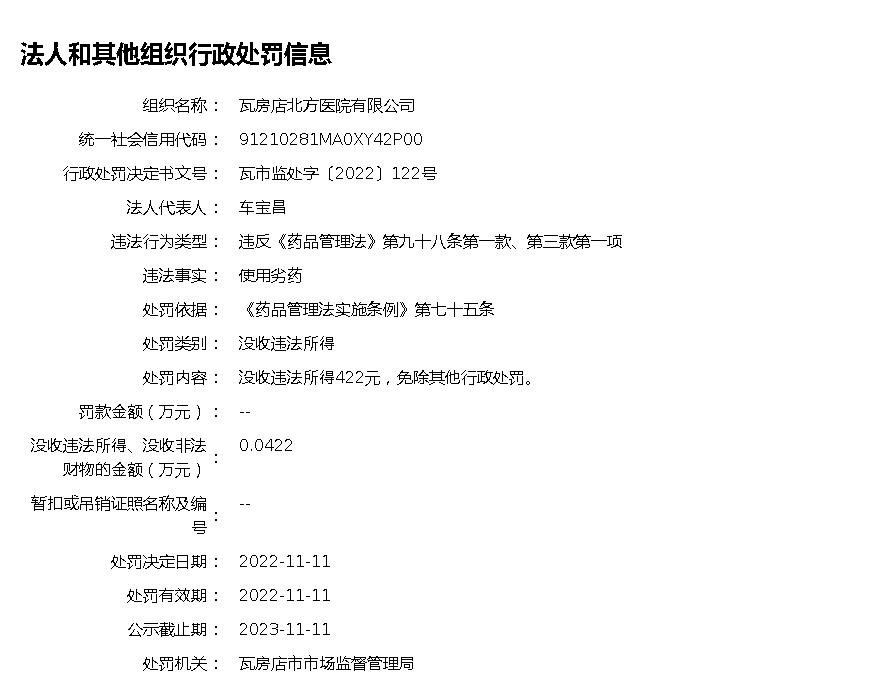 法人和其他组织行政处罚信息
组织名称： 瓦房店北方医院有限公司
统一社会信用代码： 91210281MA0XY42P00
行政处罚决定书文号： 瓦市监处字〔2022〕122号
法人代表人： 车宝昌
违法行为类型： 违反《药品管理法》第九十八条第一款、第三款第一项
违法事实： 使用劣药
处罚依据： 《药品管理法实施条例》第七十五条
处罚类别： 没收违法所得
处罚内容： 没收违法所得422元，免除其他行政处罚。
罚款金额（万元）： --
没收违法所得、没收非法
财物的金额（万元）： 0.0422
暂扣或吊销证照名称及编
号： --
处罚决定日期： 2022-11-11
处罚有效期： 2022-11-11
公示截止期： 2023-11-11
处罚机关： 瓦房店市市场监督管理局